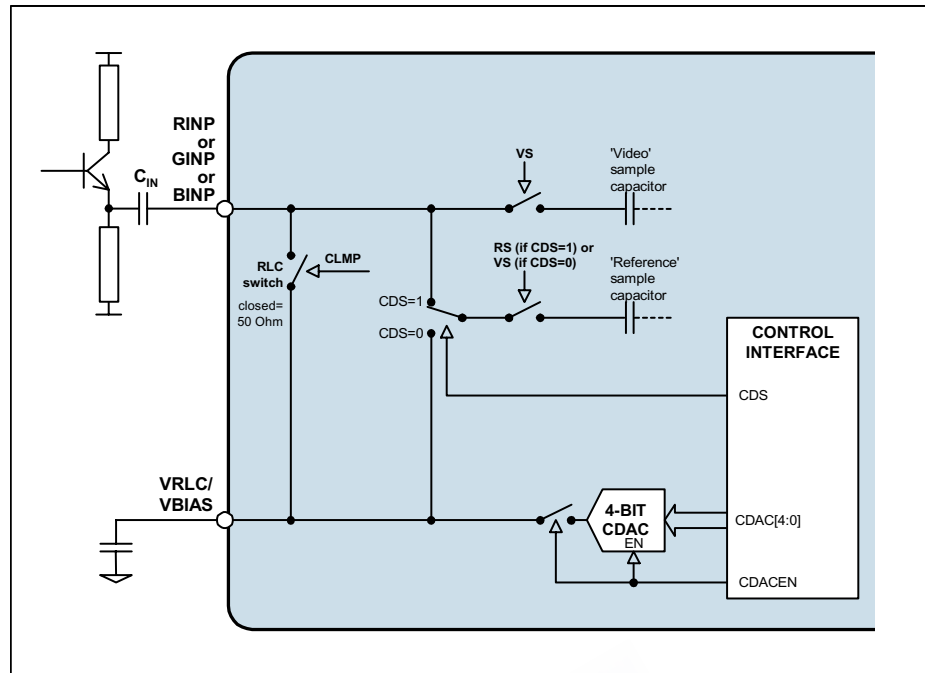 RINP
or
GINP
or
BINP
C_IN
VS
'Video'
sample
capacitor
RLC
switch
CLMP
closed=
50 Ohm
RS (if CDS=1) or
VS (if CDS=0)
'Reference'
sample
capacitor
CDS=1
CDS=0
CONTROL
INTERFACE
CDS
VRLC/
VBIAS
4-BIT
CDAC
EN
CDAC[4:0]
CDACEN